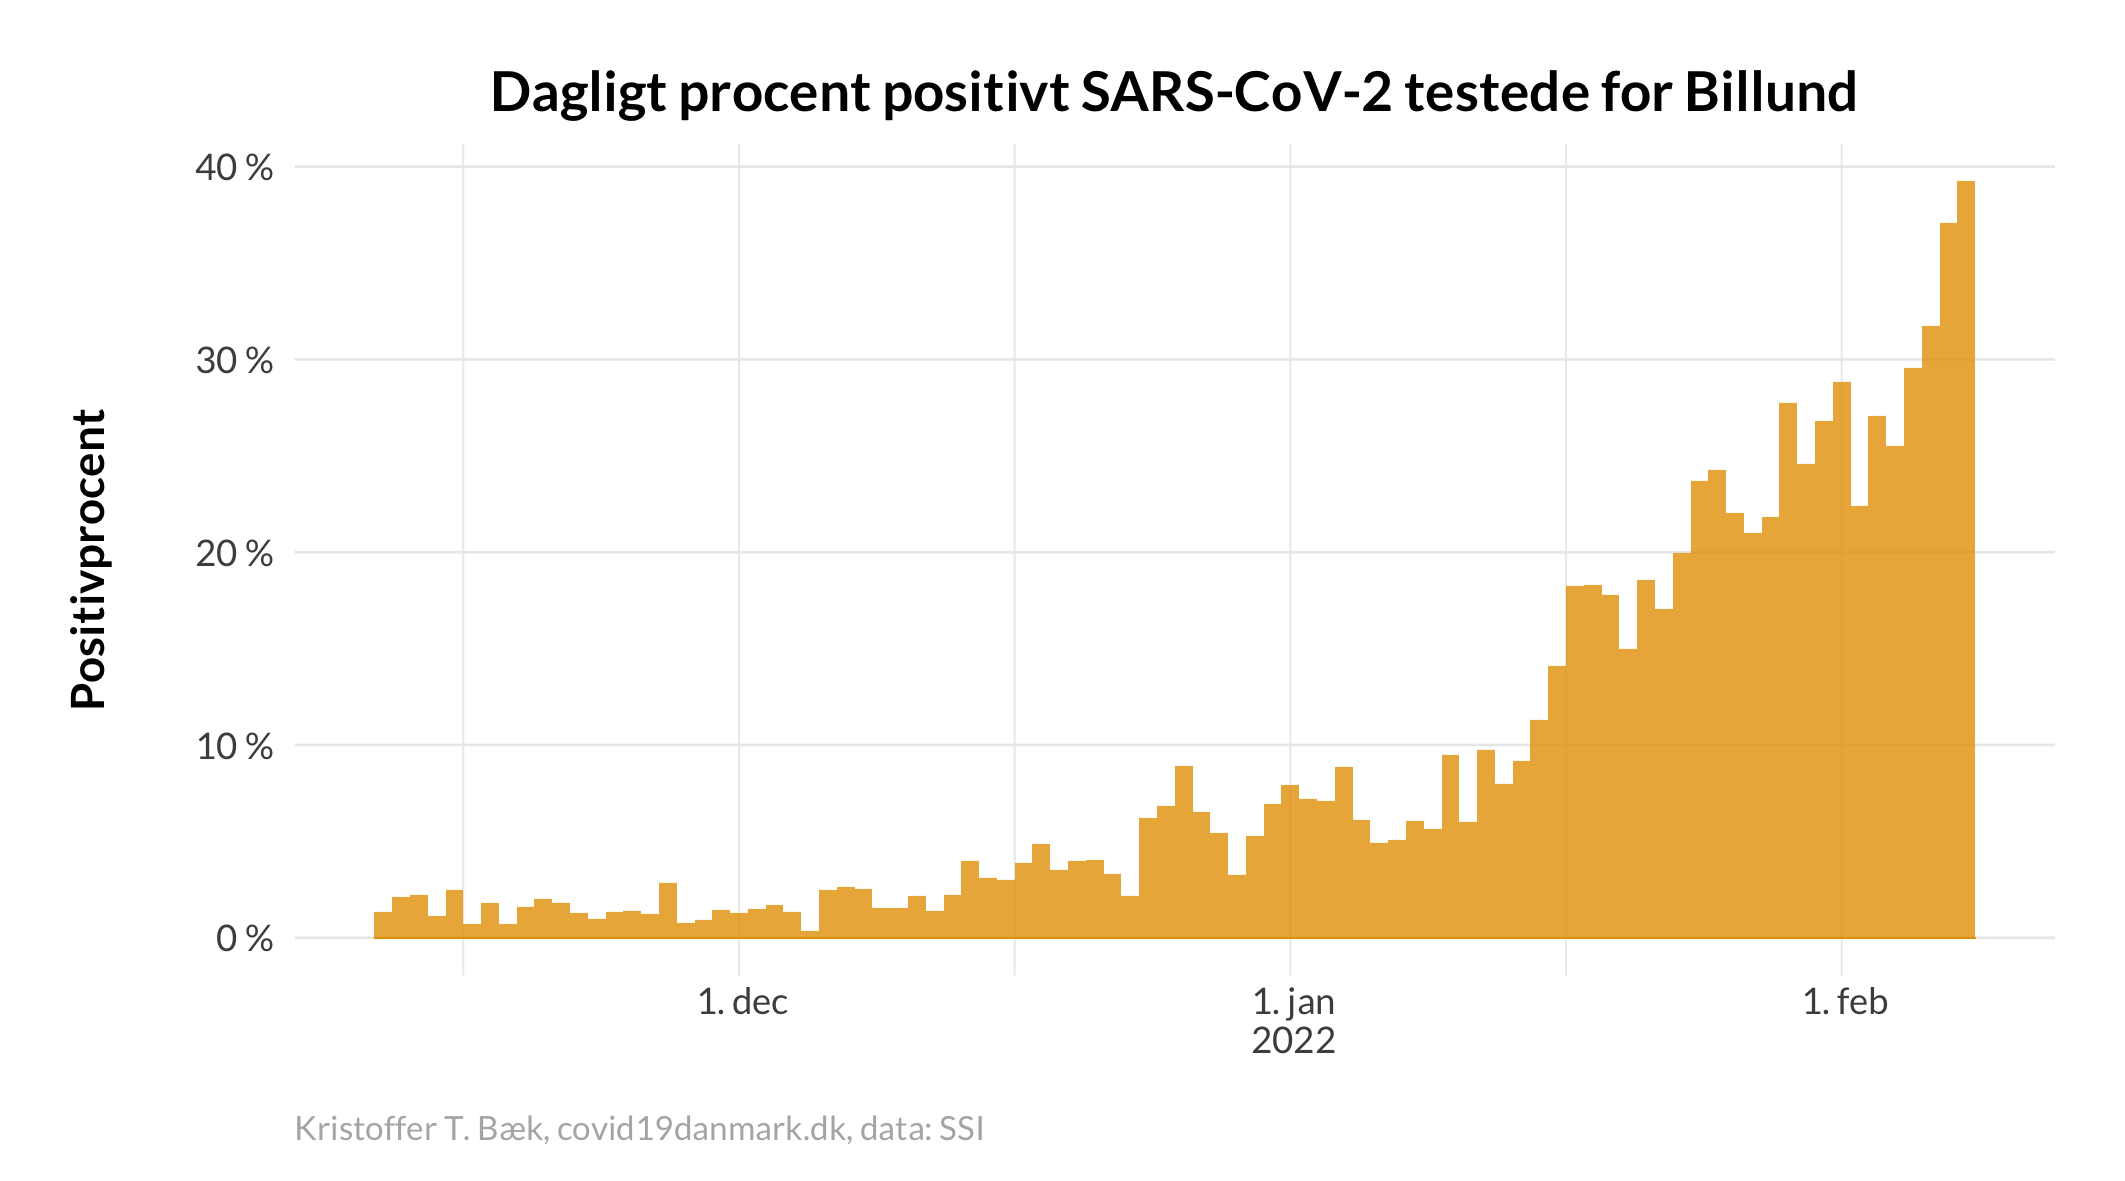 Dagligt procent positivt SARS-CoV-2 testede for Billund
Positivprocent
40 %
30 %
20 %
10 %
0 %
1. dec
1. jan
2022
1. feb
Kristoffer T. Bæk, covid19danmark.dk, data: SSI